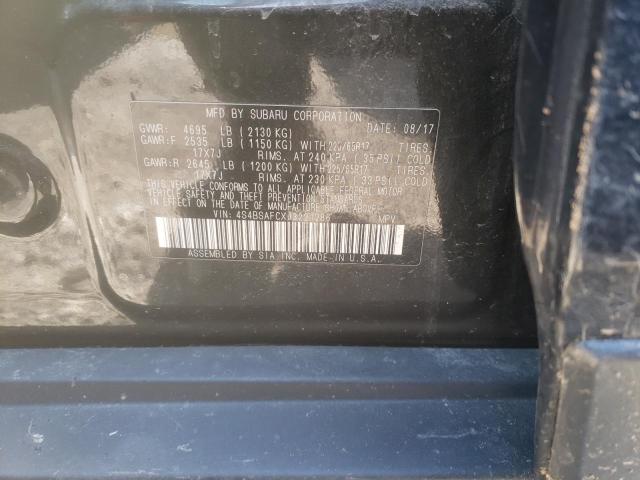 MFD BY SUBARU CORPORATION
GVWR: 4695 LB (2130 KG) DATE: 08/17
GAWR:F 2535 LB (1150 KG) WITH 225/65R17 TIRES.
17X7J RIMS. AT 240 KPA (35 PSI) COLD
GAWR:R 2645 LB (1200 KG) WITH 225/65R17 TIRES.
17X7J RIMS. AT 230 KPA (33 PSI) COLD
THIS VEHICLE CONFORMS TO ALL APPLICABLE FEDERAL MOTOR
VEHICLE SAFETY AND THEFT PREVENTION STANDARDS
IN EFFECT ON THE DATE OF MANUFACTURE SHOWN ABOVE.
VIN: MPV
ASSEMBLED BY SIA INC. MADE IN U.S.A.